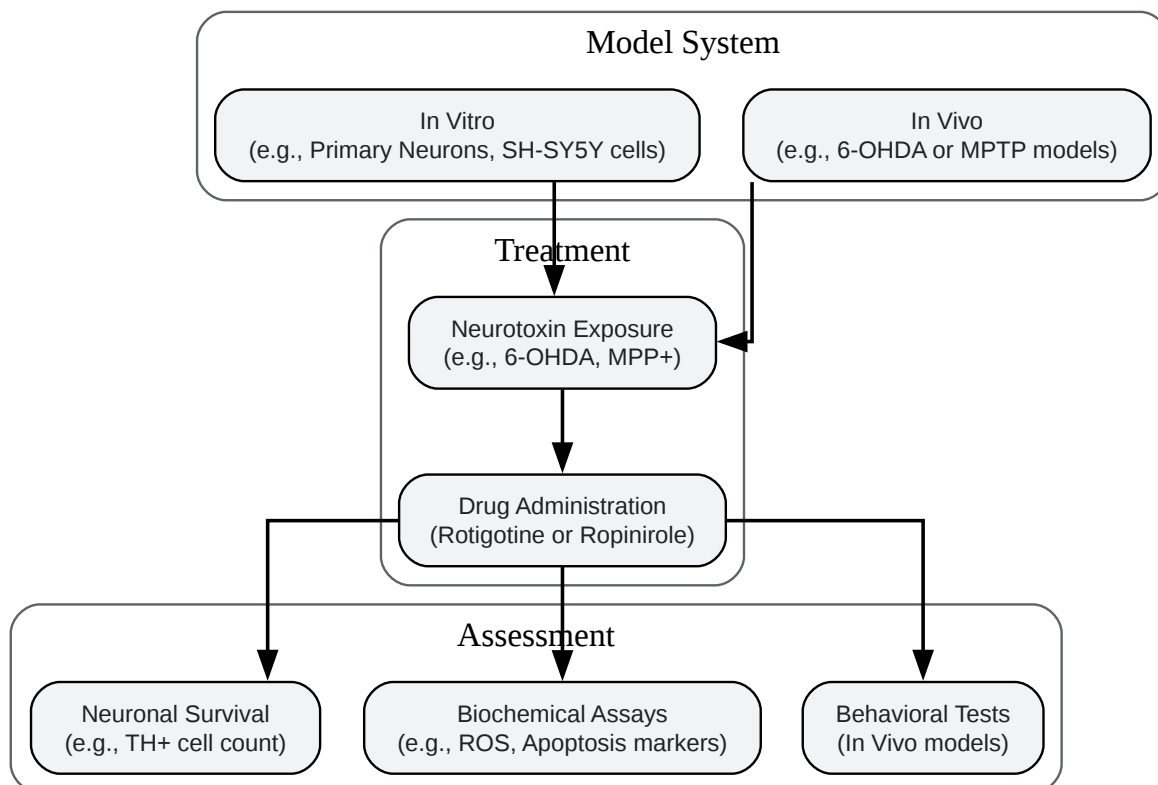 Model System
In Vitro
(e.g., Primary Neurons, SH-SY5Y cells)
In Vivo
(e.g., 6-OHDA or MPTP models)
Treatment
Neurotoxin Exposure
(e.g., 6-OHDA, MPP+)
Drug Administration
(Rotigotine or Ropinirole)
Assessment
Neuronal Survival
(e.g., TH+ cell count)
Biochemical Assays
(e.g., ROS, Apoptosis markers)
Behavioral Tests
(In Vivo models)